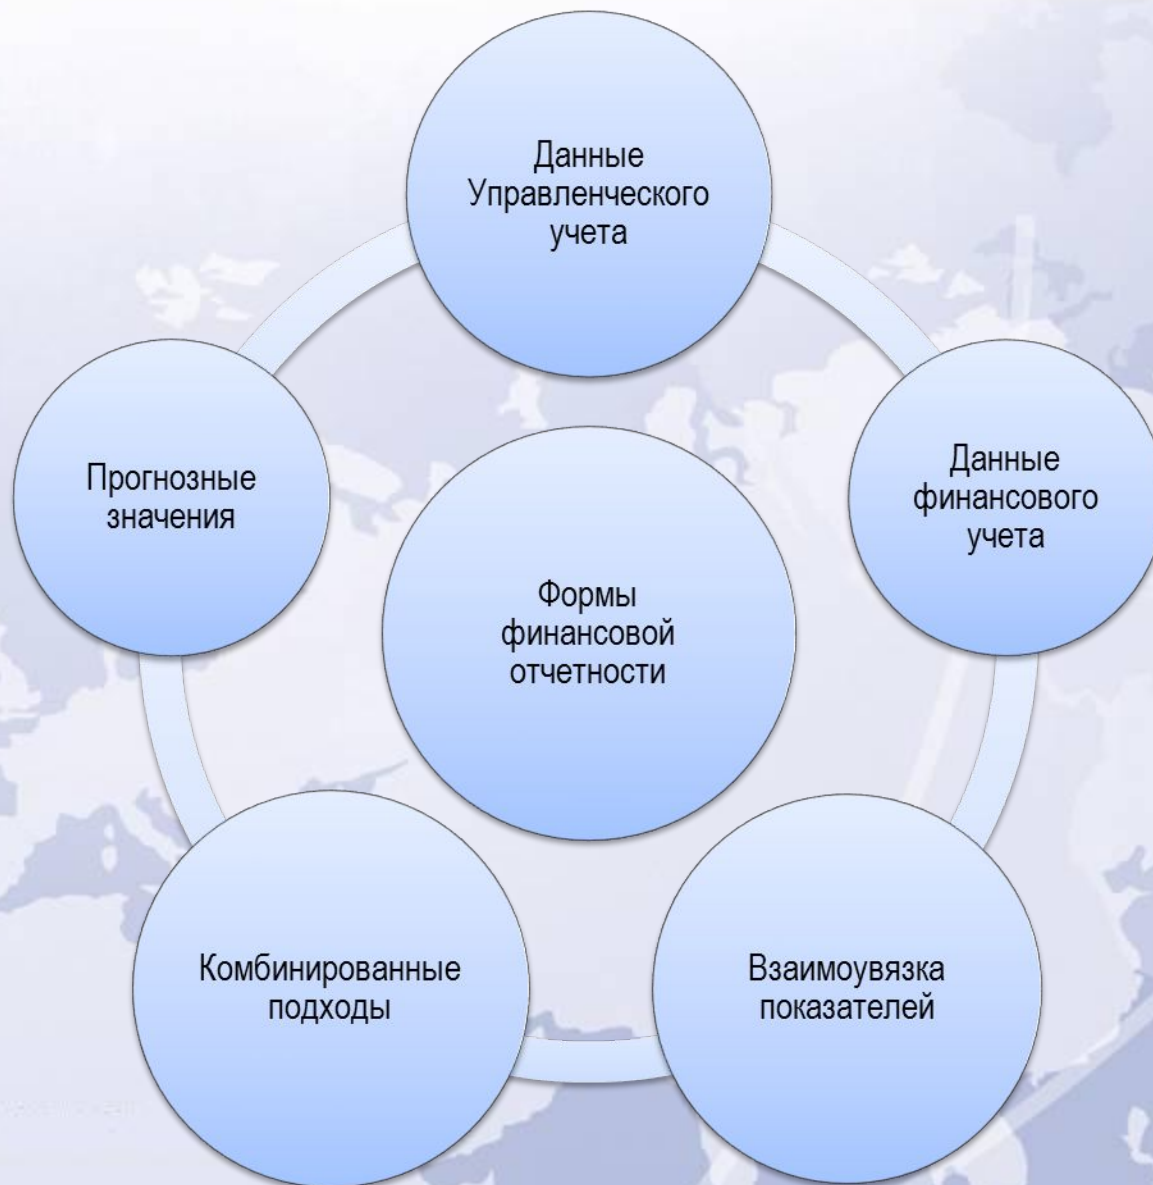 Данные
Управленческого
учета
Прогнозные
значения
Данные
финансового
учета
Формы
финансовой
отчетности
Комбинированные
подходы
Взаимоувязка
показателей